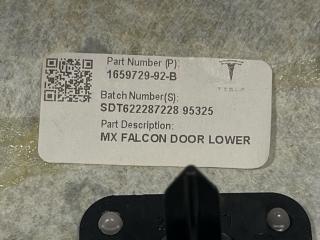 Part Number (P):
1659729-92-B
TESLA
Batch Number(S):
SDT622287228 95325
Part Description:
MX FALCON DOOR LOWER